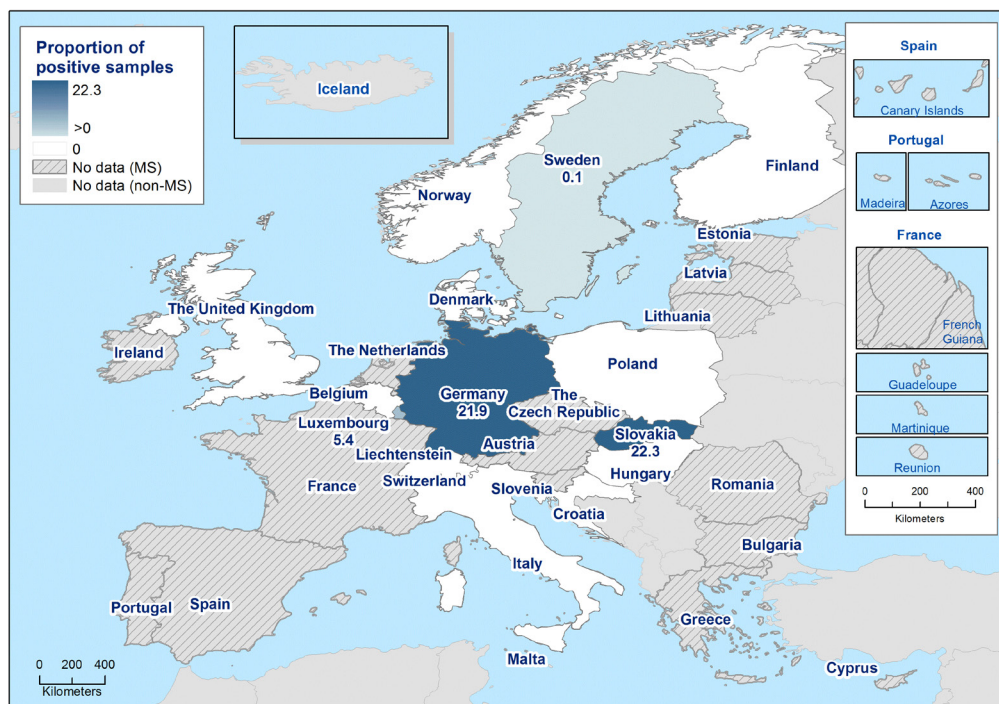 Proportion of
positive samples
22.3
>0
0
No data (MS)
No data (non-MS)
Iceland
Spain
Canary Islands
Portugal
Madeira
Azores
France
French
Guiana
Guadeloupe
Martinique
Reunion
0 200 400
Kilometers
Sweden
0.1
Finland
Norway
Estonia
Latvia
Lithuania
Denmark
The United Kingdom
Ireland
The Netherlands
Poland
Belgium
Germany
21.9
The
Czech Republic
Luxembourg
5.4
Slovakia
22.3
Liechtenstein
Austria
Hungary
France
Switzerland
Slovenia
Romania
Croatia
Bulgaria
Italy
Portugal
Spain
Greece
Malta
Cyprus
0 200 400
Kilometers